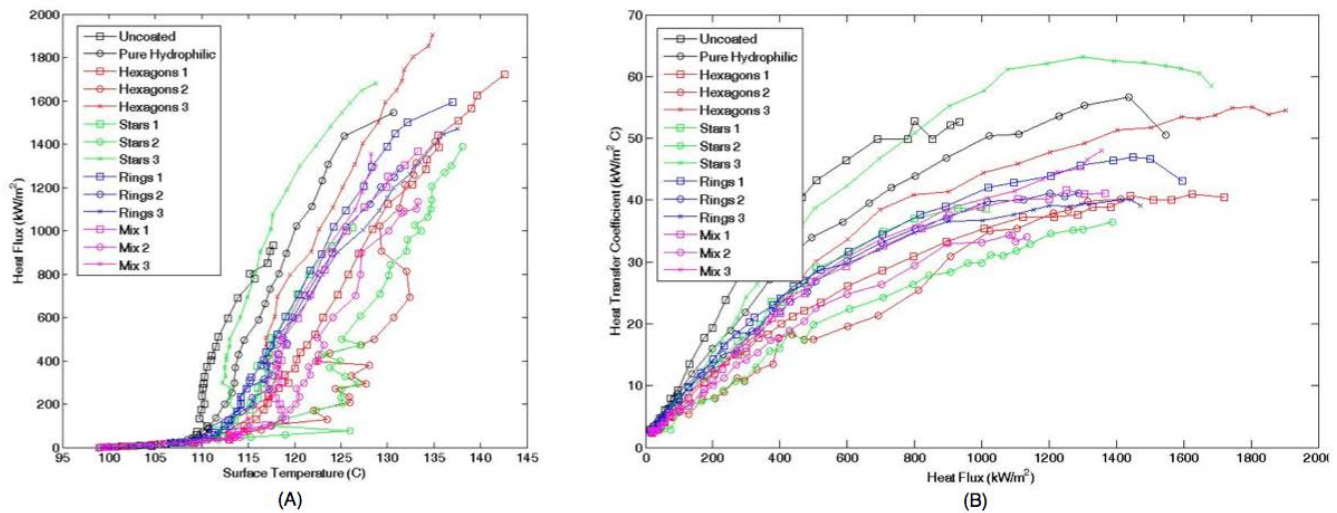 2000
1800
1600
1400
1200
1000
800
600
400
200
0
Heat Flux (kW/m²)
Uncoated
Pure Hydrophilic
Hexagons 1
Hexagons 2
Hexagons 3
Stars 1
Stars 2
Stars 3
Rings 1
Rings 2
Rings 3
Mix 1
Mix 2
Mix 3
95 100 105 110 115 120 125 130 135 140 145
Surface Temperature (C)
(A)
70
60
50
40
30
20
10
0
Heat Transfer Coefficient (kW/m² C)
Uncoated
Pure Hydrophilic
Hexagons 1
Hexagons 2
Hexagons 3
Stars 1
Stars 2
Stars 3
Rings 1
Rings 2
Rings 3
Mix 1
Mix 2
Mix 3
0 200 400 600 800 1000 1200 1400 1600 1800 2000
Heat Flux (kW/m²)
(B)